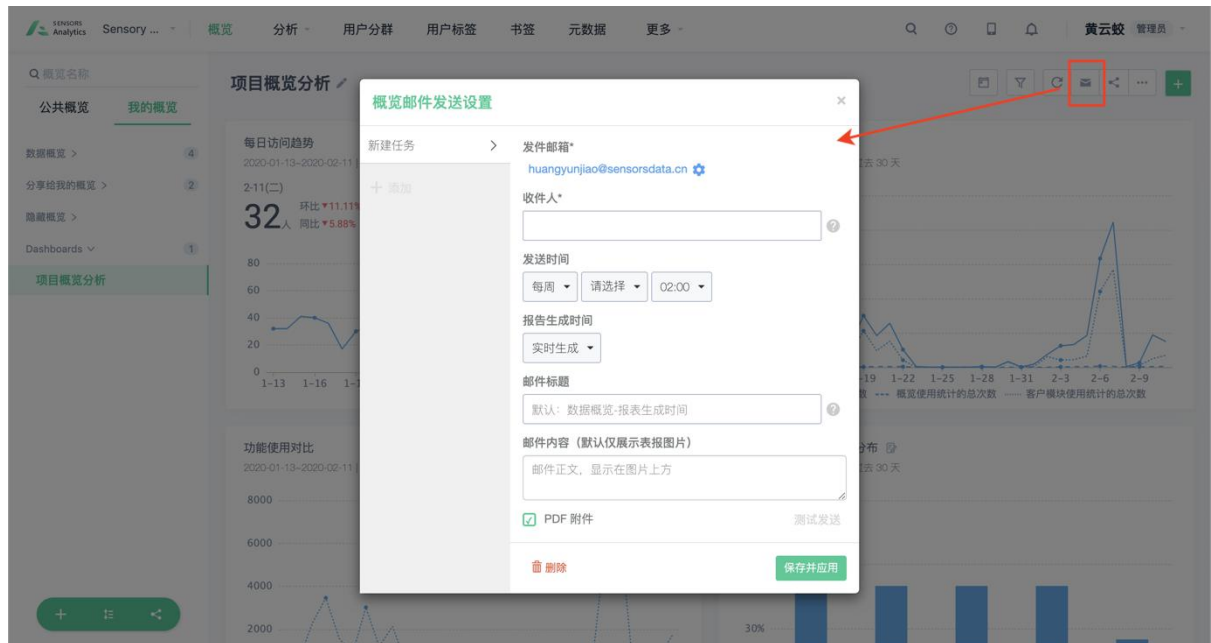 SENSORS
Analytics Sensory ... 概览 分析 用户分群 用户标签 书签 元数据 更多 黄云蛟 管理员
概览名称
公共概览 我的概览
数据概览 > 4
分享给我的概览 > 2
隐藏概览 >
Dashboards 1
项目概览分析
项目概览分析
每日访问趋势
2020-01-13~2020-02-11 |
2-11(二)
32人 环比 ▼11.11%
同比 ▼5.88%
80
60
40
20
0
1-13 1-16
概览邮件发送设置 ×
新建任务 >
+ 添加
发件邮箱*
huangyunjiao@sensorsdata.cn
收件人*
发送时间
每周 请选择 02:00
报告生成时间
实时生成
邮件标题
默认：数据概览-报表生成时间
邮件内容（默认仅展示表报图片）
邮件正文，显示在图片上方
PDF 附件 测试发送
删除 保存并应用
过去 30 天
-19 1-22 1-25 1-28 1-31 2-3 2-6 2-9
概览使用统计的总次数 客户模块使用统计的总次数
功能使用对比
2020-01-13~2020-02-11 |
8000
6000
4000
2000
分布
过去 30 天
30%